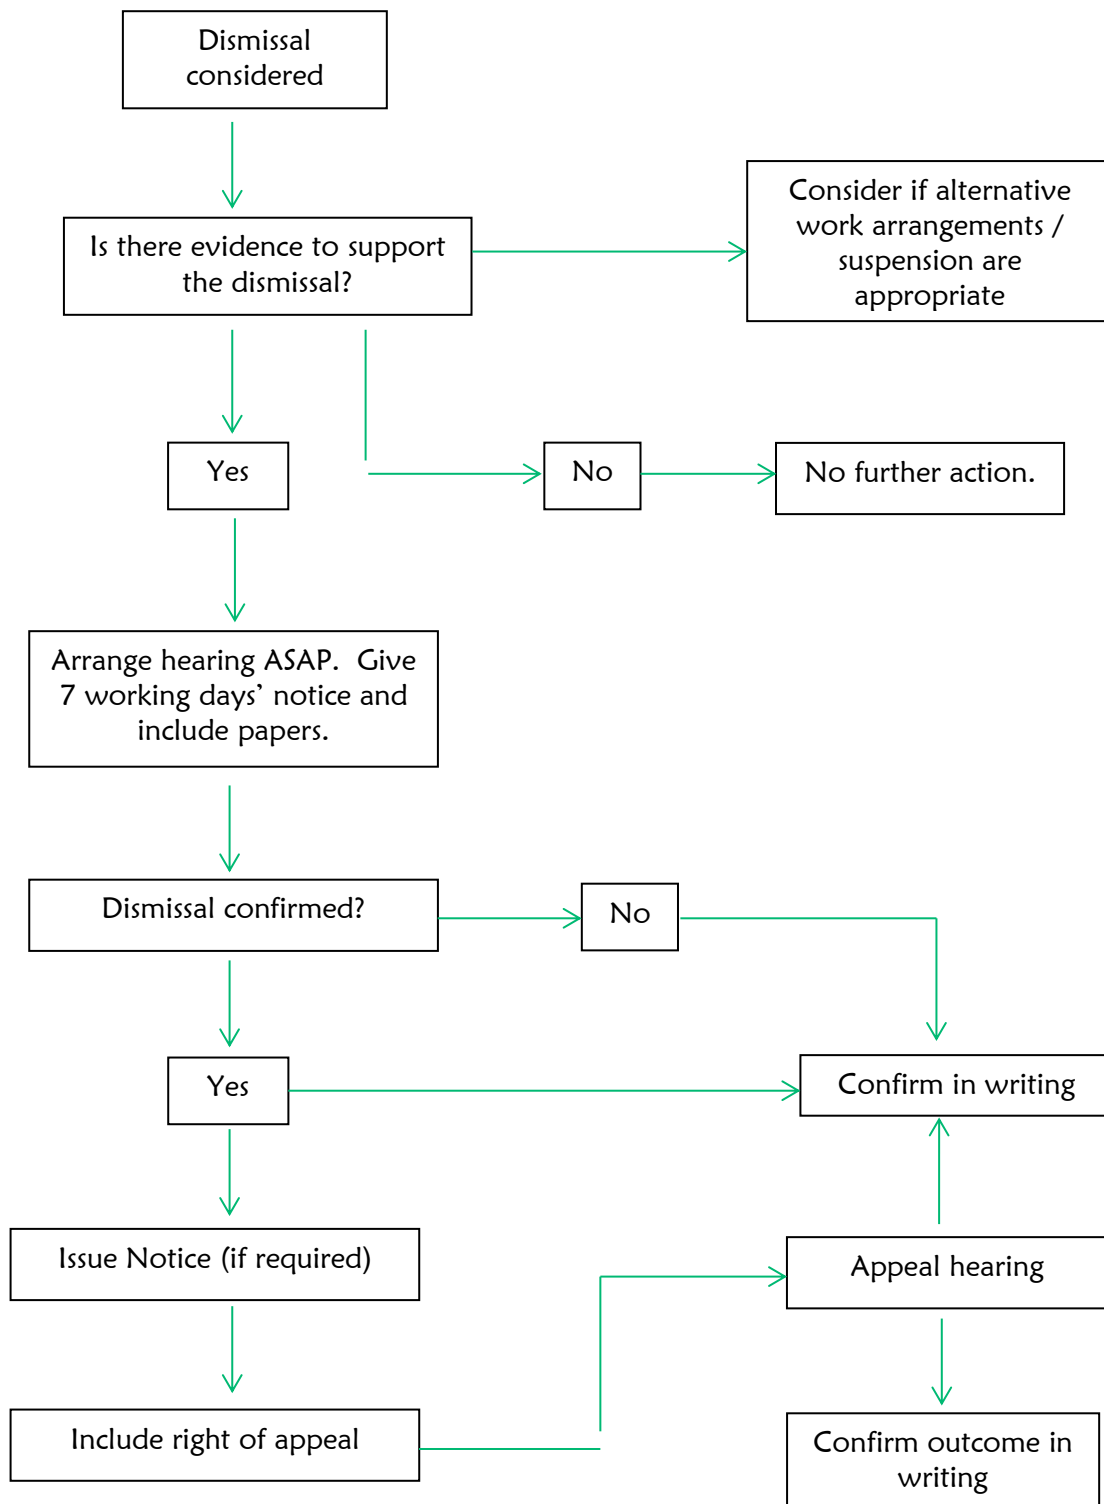 Dismissal
considered
Consider if alternative
work arrangements /
suspension are
appropriate
Is there evidence to support
the dismissal?
Yes
No
No further action.
Arrange hearing ASAP.  Give
7 working days’ notice and
include papers.
Dismissal confirmed?
No
Yes
Confirm in writing
Issue Notice (if required)
Appeal hearing
Include right of appeal
Confirm outcome in
writing